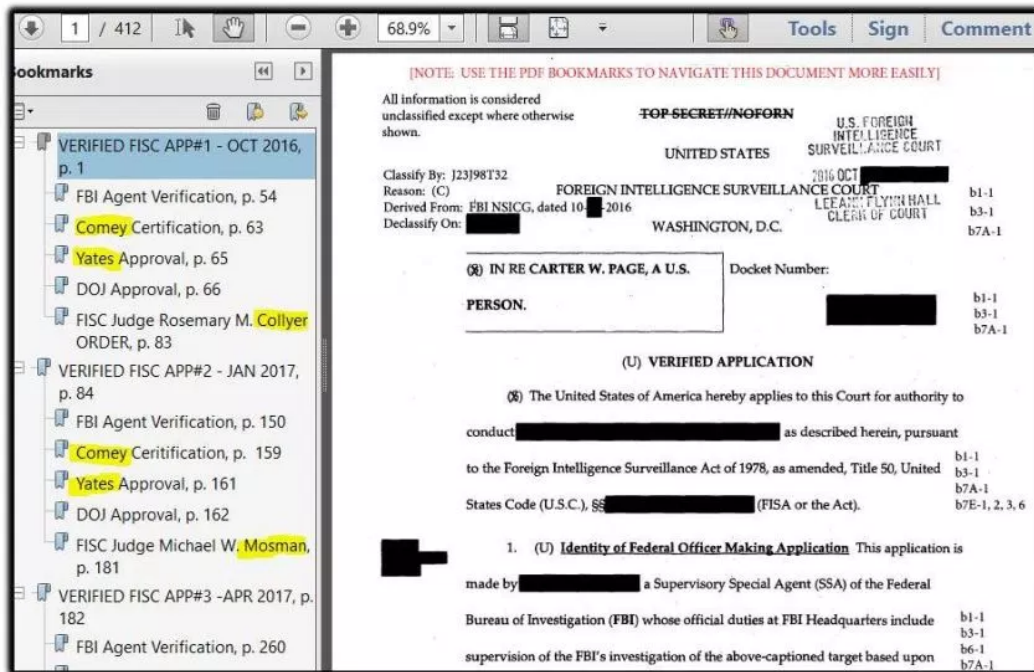 1 / 412
68.9%
Tools
Sign
Comment
ookmarks
VERIFIED FISC APP#1 - OCT 2016,
p. 1
FBI Agent Verification, p. 54
Comey Certification, p. 63
Yates Approval, p. 65
DOJ Approval, p. 66
FISC Judge Rosemary M. Collyer
ORDER, p. 83
VERIFIED FISC APP#2 - JAN 2017,
p. 84
FBI Agent Verification, p. 150
Comey Ceritification, p. 159
Yates Approval, p. 161
DOJ Approval, p. 162
FISC Judge Michael W. Mosman,
p. 181
VERIFIED FISC APP#3 -APR 2017, p.
182
FBI Agent Verification, p. 260
[NOTE: USE THE PDF BOOKMARKS TO NAVIGATE THIS DOCUMENT MORE EASILY]
All information is considered
unclassified except where otherwise
shown.
TOP SECRET//NOFORN
U.S. FOREIGN
INTELLIGENCE
SURVEILLANCE COURT
UNITED STATES
2016 OCT
Classify By: J23J98T32
Reason: (C)
Derived From: FBI NSICG, dated 10- -2016
Declassify On:
FOREIGN INTELLIGENCE SURVEILLANCE COURT
LEEANN FLYNN HALL
CLERK OF COURT
WASHINGTON, D.C.
b1-1
b3-1
b7A-1
IN RE CARTER W. PAGE, A U.S.
PERSON.
Docket Number:
b1-1
b3-1
b7A-1
(U) VERIFIED APPLICATION
The United States of America hereby applies to this Court for authority to
conduct as described herein, pursuant
to the Foreign Intelligence Surveillance Act of 1978, as amended, Title 50, United
States Code (U.S.C.), §§ (FISA or the Act).
b1-1
b3-1
b7A-1
b7E-1, 2, 3, 6
1. (U) Identity of Federal Officer Making Application This application is
made by a Supervisory Special Agent (SSA) of the Federal
Bureau of Investigation (FBI) whose official duties at FBI Headquarters include
supervision of the FBI's investigation of the above-captioned target based upon
b1-1
b3-1
b6-1
b7A-1